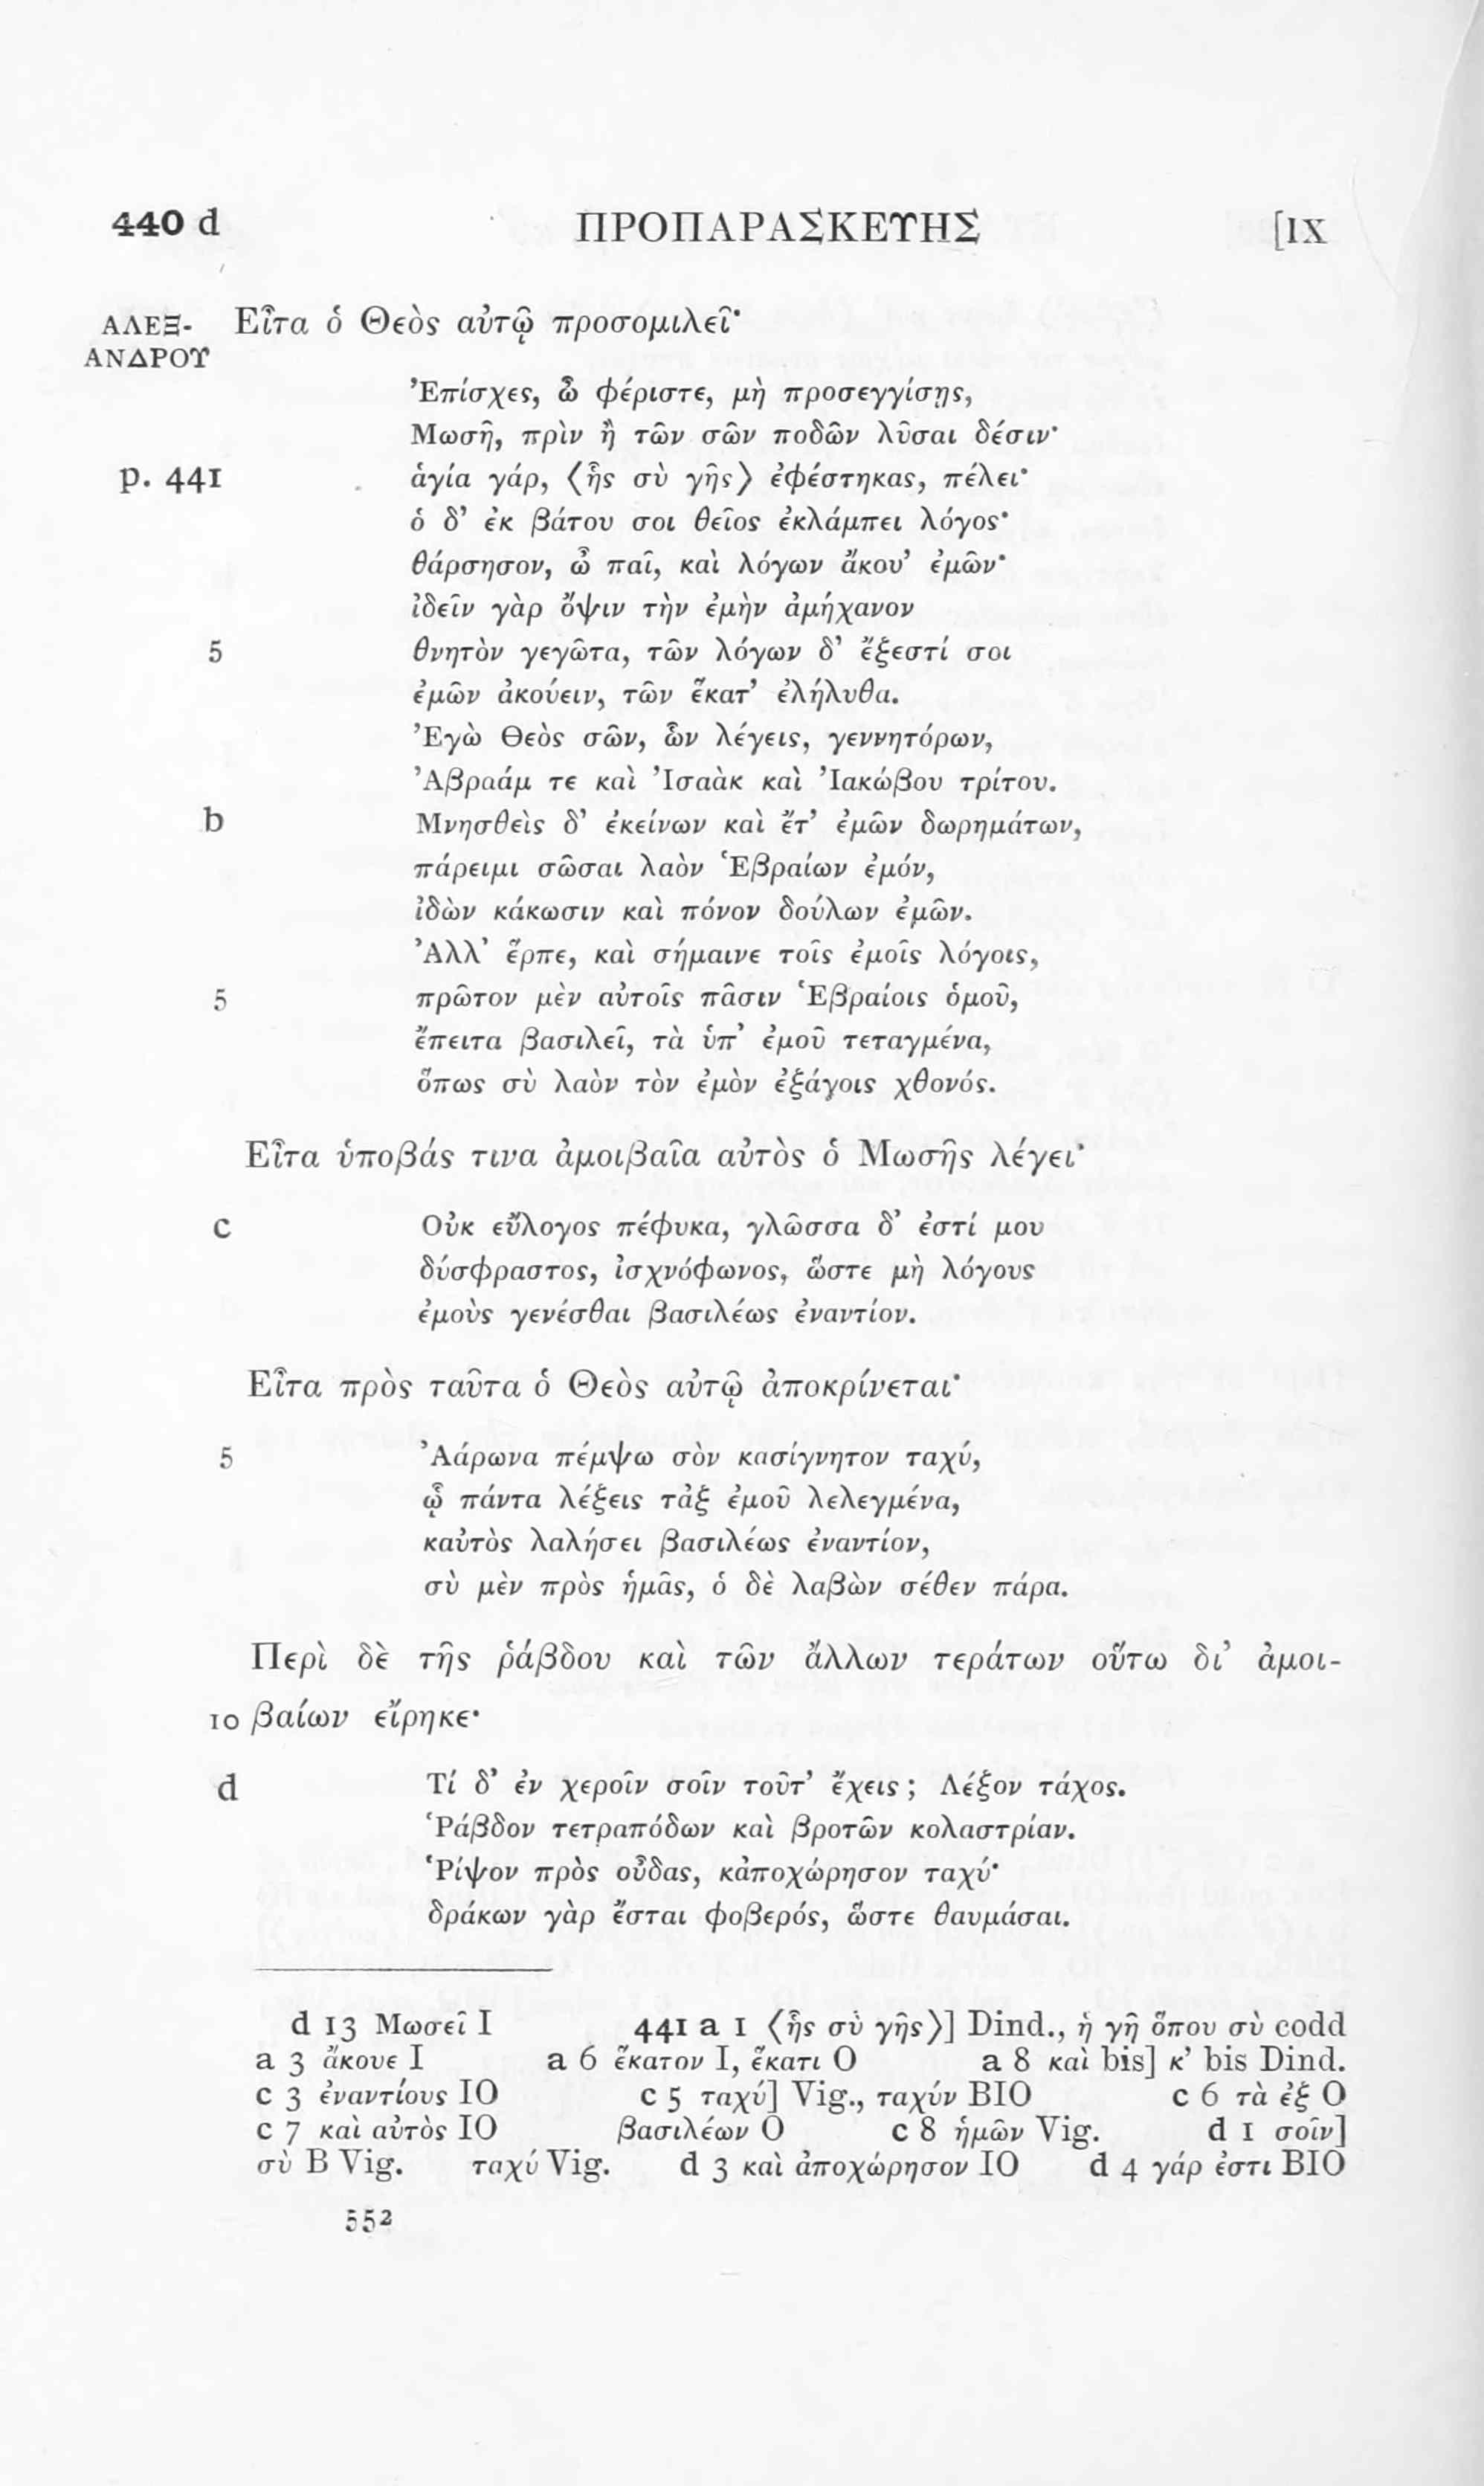 440 d ΠΡΟΠΑΡΑΣΚΕΥΗΣ [IX
ΑΛΕΞ- Εἶτα ὁ Θεὸς αὐτῷ προσομιλεῖ·
ΑΝΔΡΟΥ
Ἐπίσχες, ὦ φέριστε, μὴ προσεγγίσῃς,
Μωσῆ, πρὶν ἢ τῶν σῶν ποδῶν λῦσαι δέσιν·
p. 441 ἁγία γάρ, ⟨ἧς σὺ γῆς⟩ ἐφέστηκας, πέλει·
ὁ δ’ ἐκ βάτου σοι θεῖος ἐκλάμπει λόγος·
θάρσησον, ὦ παῖ, καὶ λόγων ἄκου’ ἐμῶν·
ἰδεῖν γὰρ ὄψιν τὴν ἐμὴν ἀμήχανον
5 θνητὸν γεγῶτα, τῶν λόγων δ’ ἔξεστί σοι
ἐμῶν ἀκούειν, τῶν ἕκατ’ ἐλήλυθα.
Ἐγὼ Θεὸς σῶν, ὧν λέγεις, γεννητόρων,
Ἀβραάμ τε καὶ Ἰσαὰκ καὶ Ἰακώβου τρίτου.
b Μνησθεὶς δ’ ἐκείνων καὶ ἔτ’ ἐμῶν δωρημάτων,
πάρειμι σῶσαι λαὸν Ἑβραίων ἐμόν,
ἰδὼν κάκωσιν καὶ πόνον δούλων ἐμῶν.
Ἀλλ’ ἕρπε, καὶ σήμαινε τοῖς ἐμοῖς λόγοις,
5 πρῶτον μὲν αὐτοῖς πᾶσιν Ἑβραίοις ὁμοῦ,
ἔπειτα βασιλεῖ, τὰ ὑπ’ ἐμοῦ τεταγμένα,
ὅπως σὺ λαὸν τὸν ἐμὸν ἐξάγοις χθονός.
Εἶτα ὑποβάς τινα ἀμοιβαῖα αὐτὸς ὁ Μωσῆς λέγει·
c Οὐκ εὔλογος πέφυκα, γλῶσσα δ’ ἐστί μου
δύσφραστος, ἰσχνόφωνος, ὥστε μὴ λόγους
ἐμοὺς γενέσθαι βασιλέως ἐναντίον.
Εἶτα πρὸς ταῦτα ὁ Θεὸς αὐτῷ ἀποκρίνεται·
5 Ἀάρωνα πέμψω σὸν κασίγνητον ταχύ,
ᾧ πάντα λέξεις τἀξ ἐμοῦ λελεγμένα,
καὐτὸς λαλήσει βασιλέως ἐναντίον,
σὺ μὲν πρὸς ἡμᾶς, ὁ δὲ λαβὼν σέθεν πάρα.
Περὶ δὲ τῆς ῥάβδου καὶ τῶν ἄλλων τεράτων οὕτω δι’ ἀμοι-
10 βαίων εἴρηκε·
d Τί δ’ ἐν χεροῖν σοῖν τοῦτ’ ἔχεις; Λέξον τάχος.
Ῥάβδον τετραπόδων καὶ βροτῶν κολαστρίαν.
Ῥίψον πρὸς οὖδας, κἀποχώρησον ταχύ·
δράκων γὰρ ἔσται φοβερός, ὥστε θαυμάσαι.
d 13 Μωσεῖ I 441 a 1 ⟨ἧς σὺ γῆς⟩] Dind., ἡ γῆ ὅπου σὺ codd
a 3 ἄκουε I a 6 ἕκατον I, ἕκατι O a 8 καὶ bis] κ’ bis Dind.
c 3 ἐναντίους IO c 5 ταχύ] Vig., ταχύν BIO c 6 τὰ ἐξ O
c 7 καὶ αὐτὸς IO βασιλέων O c 8 ἡμῶν Vig. d 1 σοῖν]
σὺ B Vig. ταχύ Vig. d 3 καὶ ἀποχώρησον IO d 4 γάρ ἐστι BIO
552